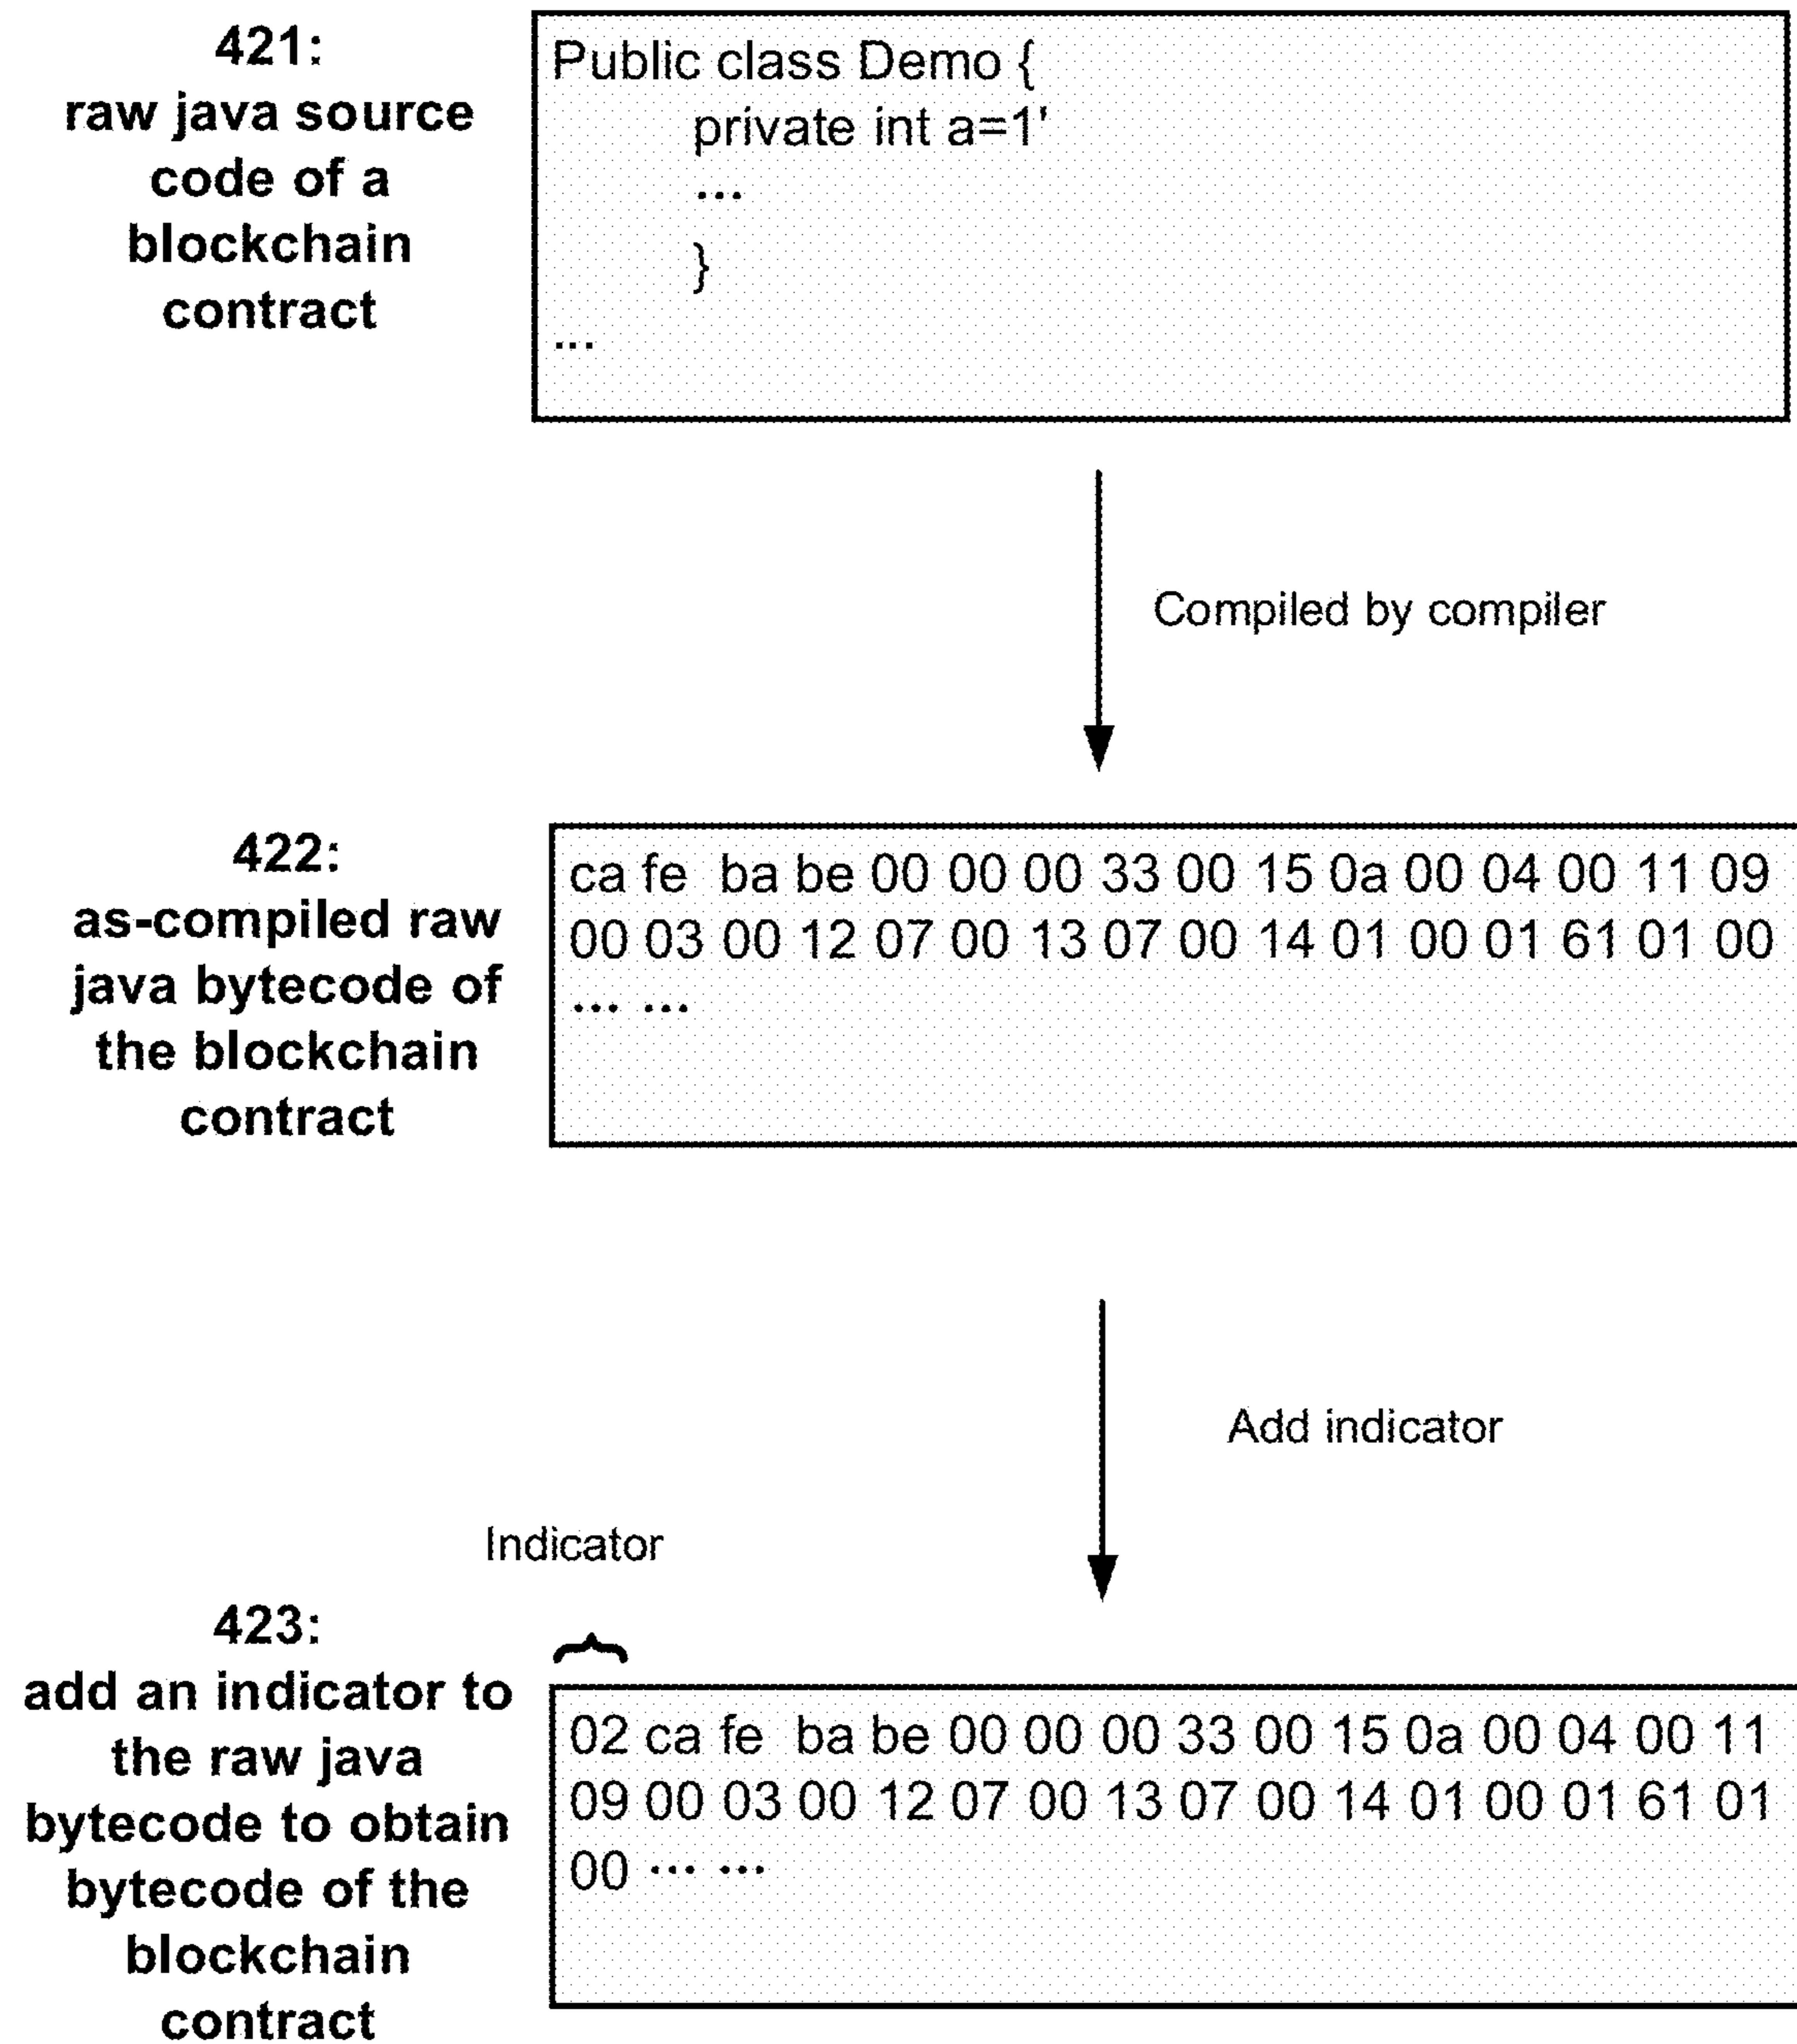 421:
raw java source
code of a
blockchain
contract
Public class Demo {
private int a=1'
...
}
...
Compiled by compiler
422:
as-compiled raw
java bytecode of
the blockchain
contract
ca fe ba be 00 00 00 33 00 15 0a 00 04 00 11 09
00 03 00 12 07 00 13 07 00 14 01 00 01 61 01 00
... ...
Add indicator
Indicator
423:
add an indicator to
the raw java
bytecode to obtain
bytecode of the
blockchain
contract
02 ca fe ba be 00 00 00 33 00 15 0a 00 04 00 11
09 00 03 00 12 07 00 13 07 00 14 01 00 01 61 01
00 ... ...